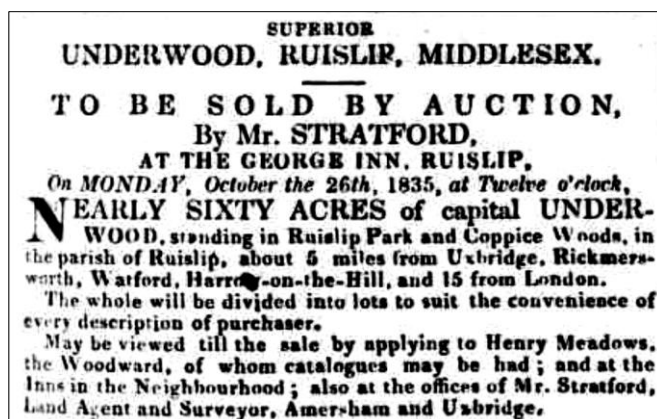 SUPERIOR
UNDERWOOD, RUISLIP, MIDDLESEX.
TO BE SOLD BY AUCTION,
By Mr. STRATFORD,
AT THE GEORGE INN, RUISLIP,
On MONDAY, October the 26th, 1835, at Twelve o'clock,
NEARLY SIXTY ACRES of capital UNDER-
WOOD, standing in Ruislip Park and Coppice Woods, in
the parish of Ruislip, about 5 miles from Uxbridge, Rickmers-
worth, Watford, Harrow-on-the-Hill, and 15 from London.
The whole will be divided into lots to suit the convenience of
every description of purchaser.
May be viewed till the sale by applying to Henry Meadows,
the Woodward, of whom catalogues may be had; and at the
Inns in the Neighbourhood; also at the offices of Mr. Stratford,
Land Agent and Surveyor, Amersham and Uxbridge.